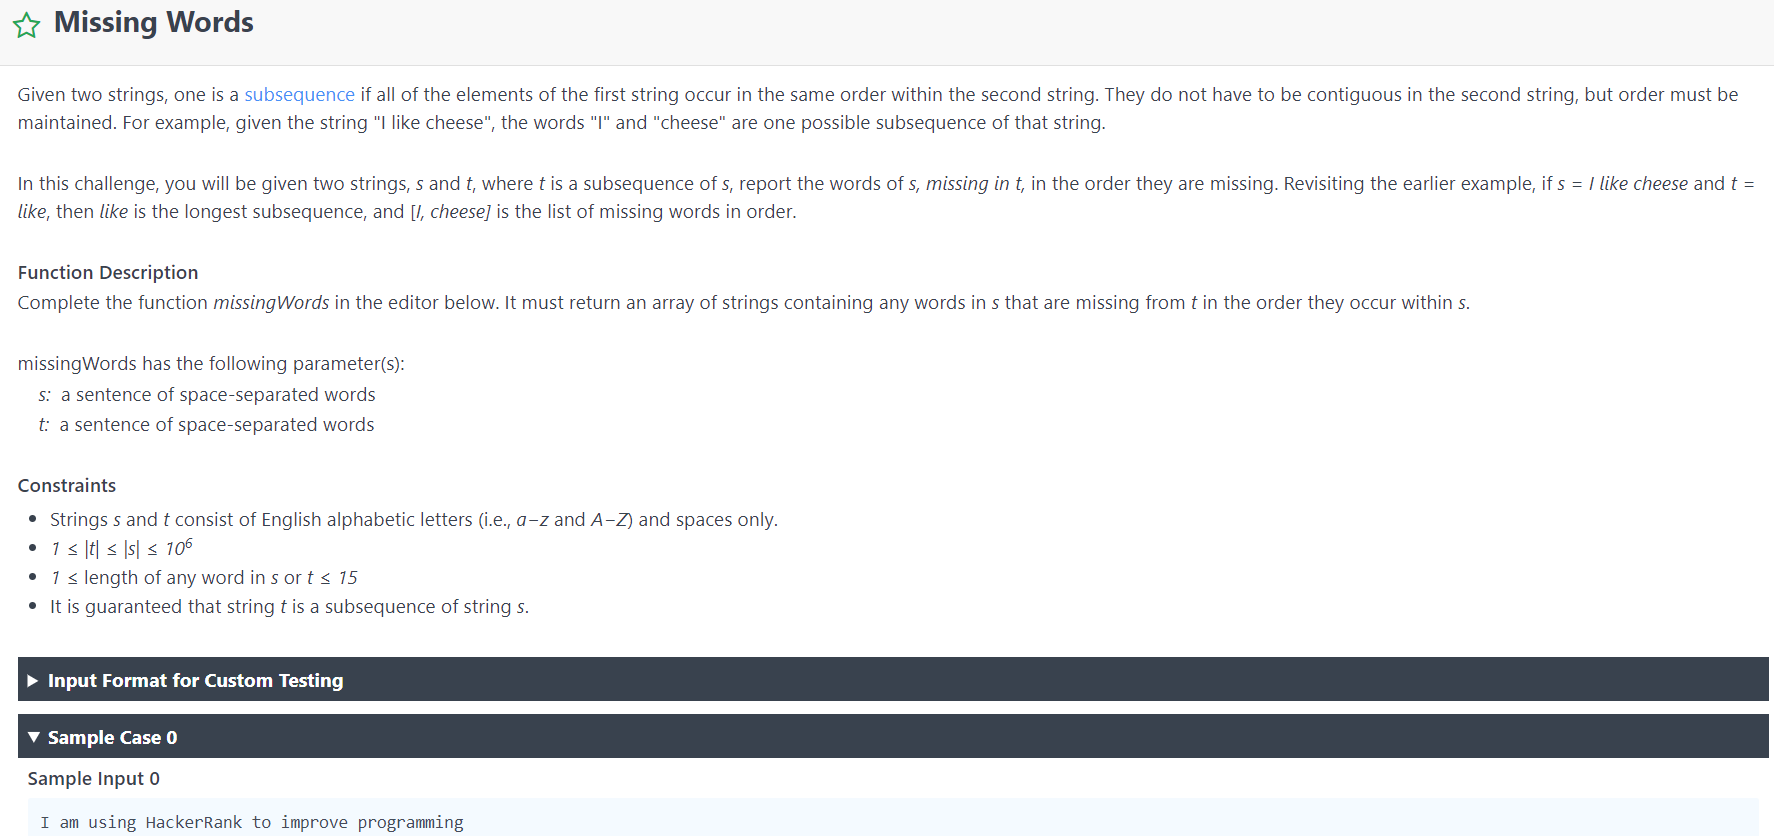 Missing Words
Given two strings, one is a subsequence if all of the elements of the first string occur in the same order within the second string. They do not have to be contiguous in the second string, but order must be
maintained. For example, given the string "I like cheese", the words "I" and "cheese" are one possible subsequence of that string.
In this challenge, you will be given two strings, s and t, where t is a subsequence of s, report the words of s, missing in t, in the order they are missing. Revisiting the earlier example, if s = I like cheese and t =
like, then like is the longest subsequence, and [I, cheese] is the list of missing words in order.
Function Description
Complete the function missingWords in the editor below. It must return an array of strings containing any words in s that are missing from t in the order they occur within s.
missingWords has the following parameter(s):
s: a sentence of space-separated words
t: a sentence of space-separated words
Constraints
• Strings s and t consist of English alphabetic letters (i.e., a−z and A−Z) and spaces only.
• 1 ≤ |t| ≤ |s| ≤ 10⁶
• 1 ≤ length of any word in s or t ≤ 15
• It is guaranteed that string t is a subsequence of string s.
▶ Input Format for Custom Testing
▼ Sample Case 0
Sample Input 0
I am using HackerRank to improve programming